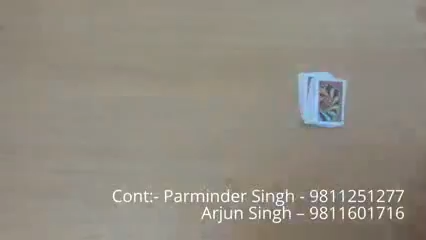 Cont:- Parminder Singh - 9811251277
Arjun Singh – 9811601716